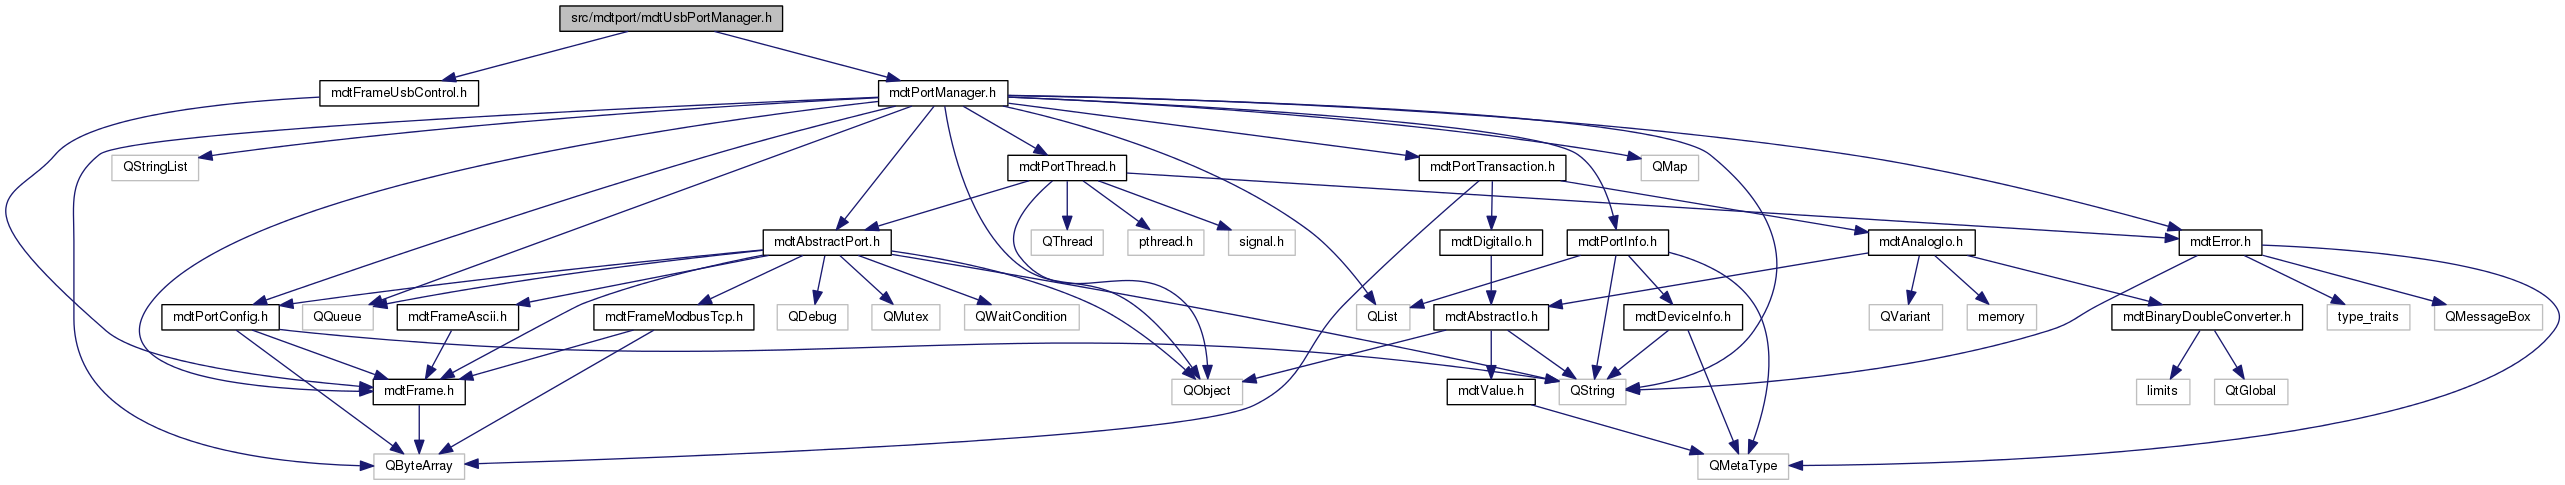 src/mdtport/mdtUsbPortManager.h
mdtFrameUsbControl.h
mdtPortManager.h
QStringList
mdtPortThread.h
mdtPortTransaction.h
QMap
mdtAbstractPort.h
QThread
pthread.h
signal.h
mdtDigitalIo.h
mdtPortInfo.h
mdtAnalogIo.h
mdtError.h
mdtPortConfig.h
QQueue
mdtFrameAscii.h
mdtFrameModbusTcp.h
QDebug
QMutex
QWaitCondition
QList
mdtAbstractIo.h
mdtDeviceInfo.h
QVariant
memory
mdtBinaryDoubleConverter.h
type_traits
QMessageBox
mdtFrame.h
QObject
mdtValue.h
QString
limits
QtGlobal
QByteArray
QMetaType